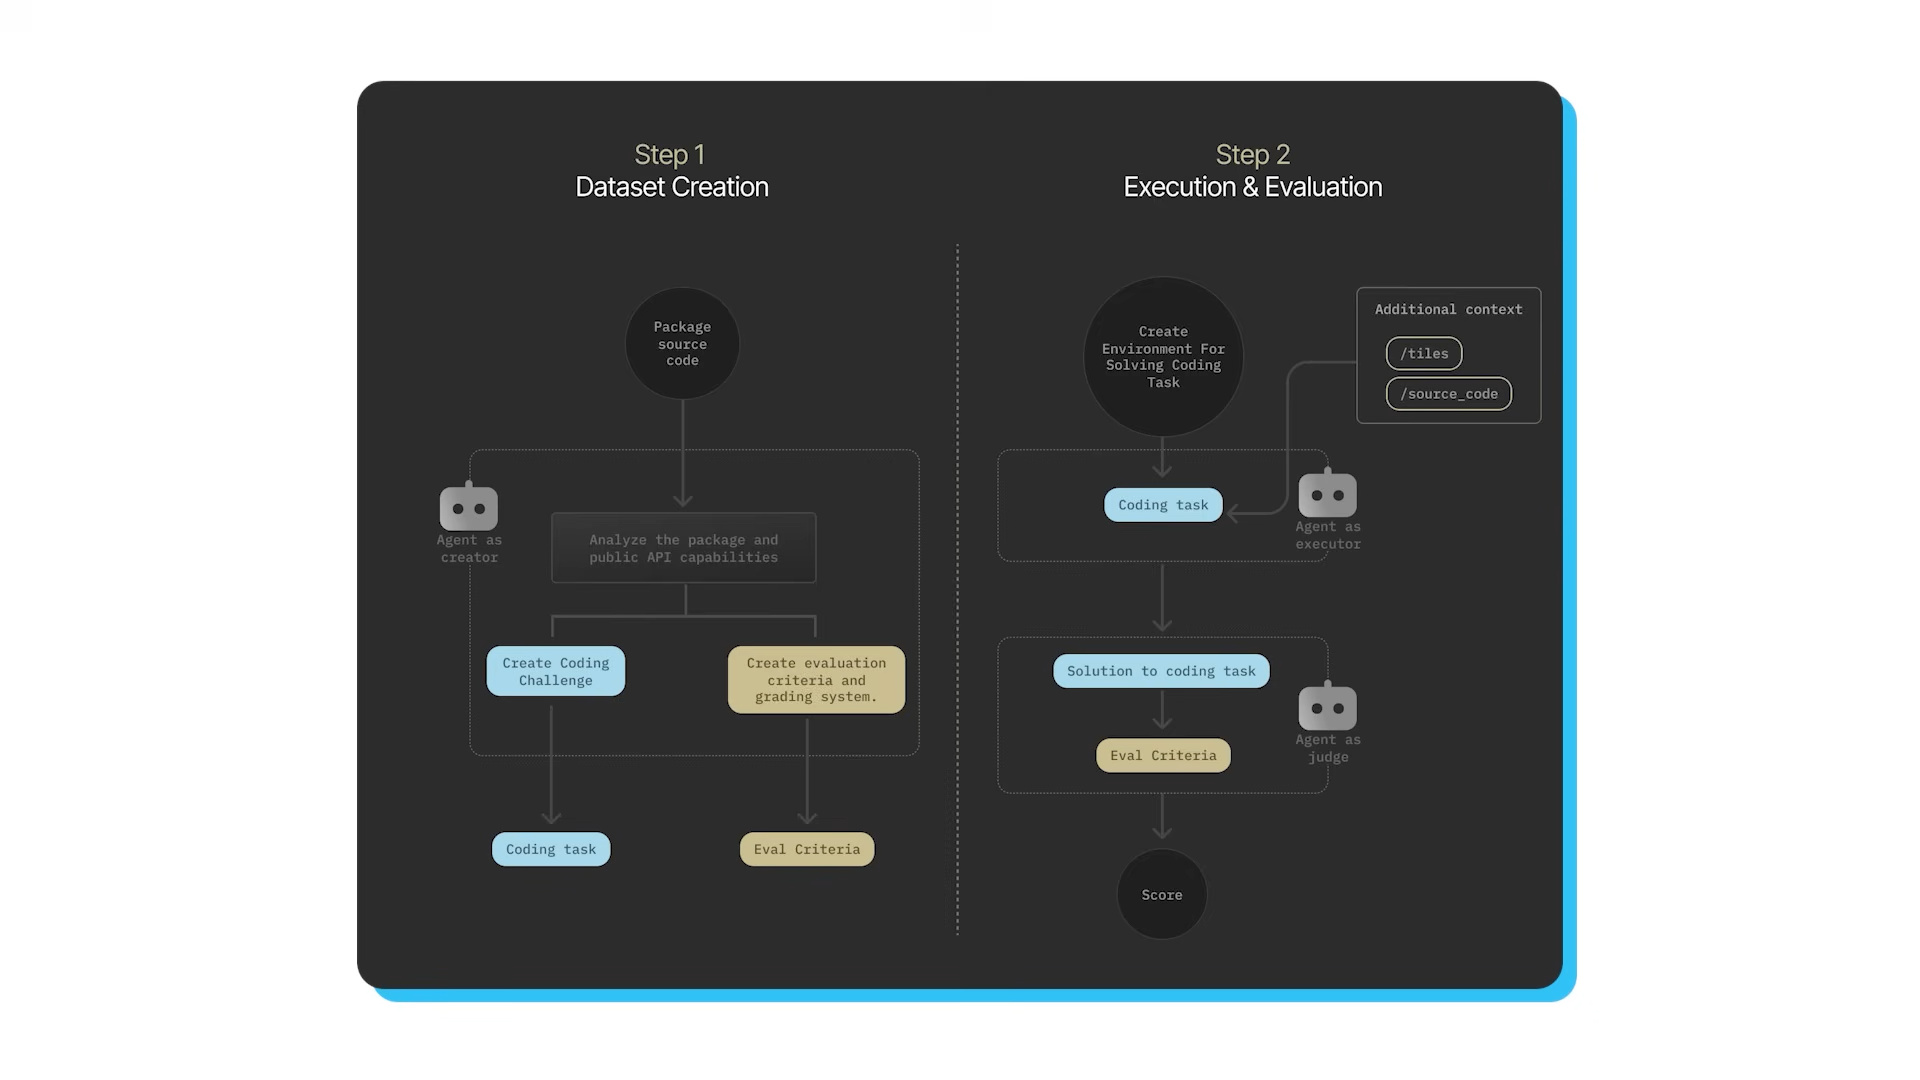 Step 1
Dataset Creation
Package
source
code
Agent as
creator
Analyze the package and
public API capabilities
Create Coding
Challenge
Create evaluation
criteria and
grading system.
Coding task
Eval Criteria
Step 2
Execution & Evaluation
Create
Environment For
Solving Coding
Task
Additional context
/tiles
/source_code
Coding task
Agent as
executor
Solution to coding task
Eval Criteria
Agent as
judge
Score